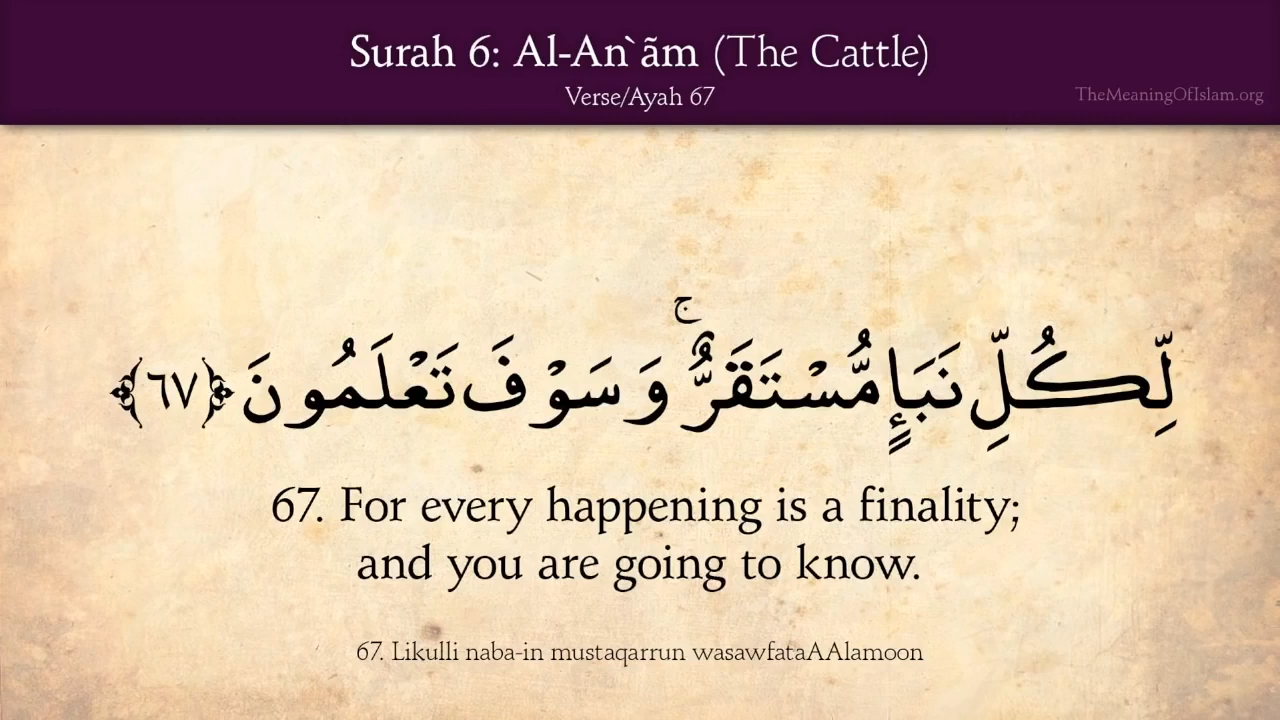 Surah 6: Al-An`ãm (The Cattle)
Verse/Ayah 67
TheMeaningOfIslam.org
لِّكُلِّ نَبَإٍ مُّسْتَقَرٌّ ۚ وَسَوْفَ تَعْلَمُونَ ﴿٦٧﴾
67. For every happening is a finality;
and you are going to know.
67. Likulli naba-in mustaqarrun wasawfataAAlamoon